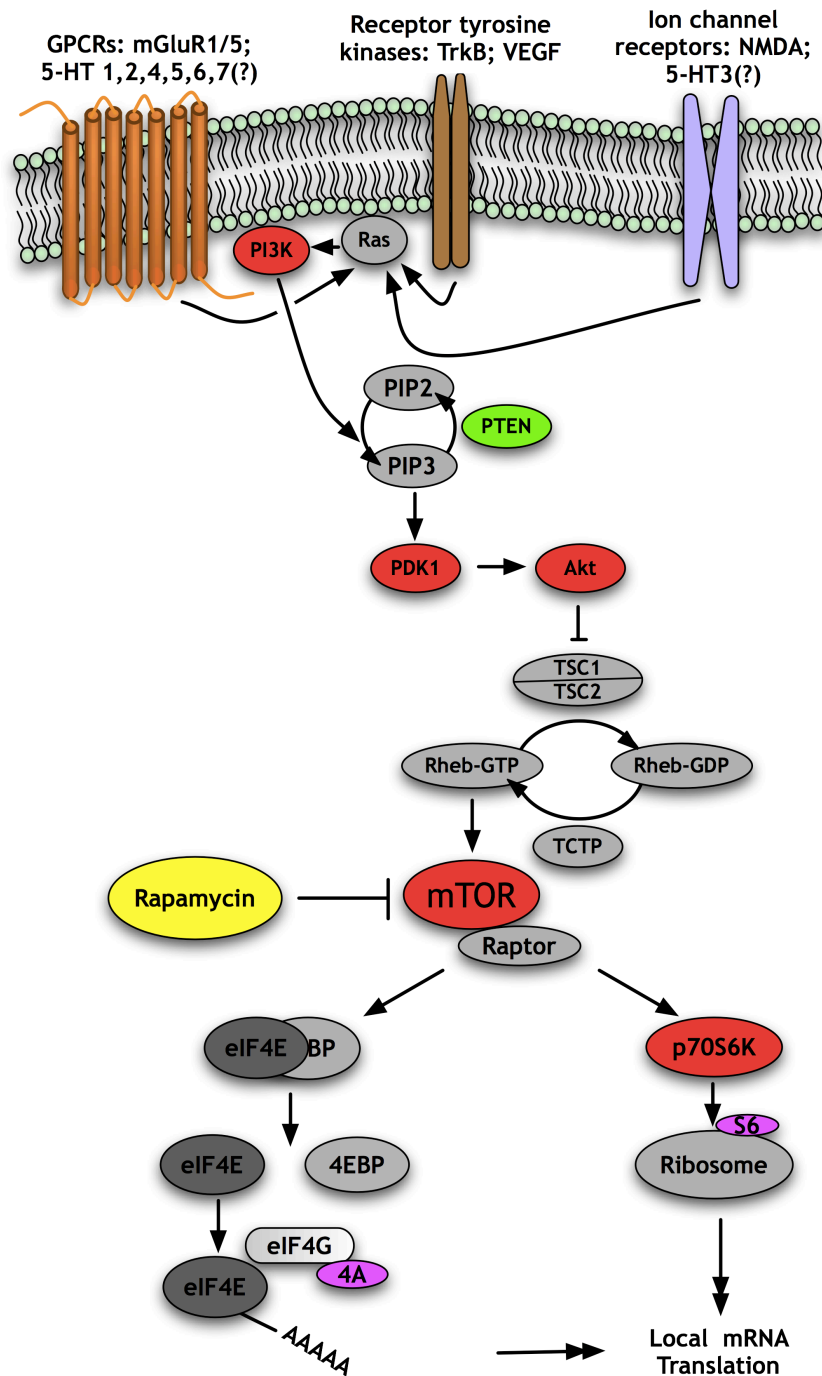 GPCRs: mGluR1/5;
5-HT 1,2,4,5,6,7(?)
Receptor tyrosine
kinases: TrkB; VEGF
Ion channel
receptors: NMDA;
5-HT3(?)
PI3K
Ras
PIP2
PTEN
PIP3
PDK1
Akt
TSC1
TSC2
Rheb-GTP
Rheb-GDP
TCTP
Rapamycin
mTOR
Raptor
eIF4E
BP
p70S6K
S6
Ribosome
eIF4E
4EBP
eIF4G
4A
eIF4E
AAAAA
Local mRNA
Translation